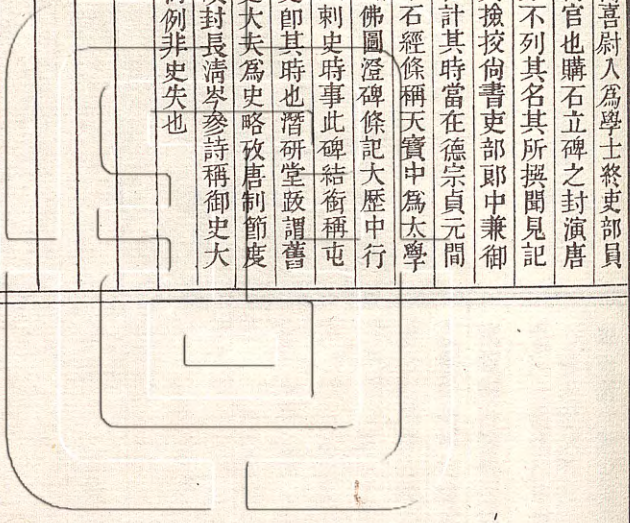 喜尉入為學士終吏部員
官也購石立碑之封演唐
不列其名其所撰聞見記
檢挍尙書吏部郞中兼御
計其時當在德宗貞元間
石經條稱天寶中為太學
佛圖澄碑條記大歷中行
刺史時事此碑結銜稱屯
卽其時也潛研堂跋謂舊
大夫為史略攷唐制節度
封長淸岑參詩稱御史大
例非史失也